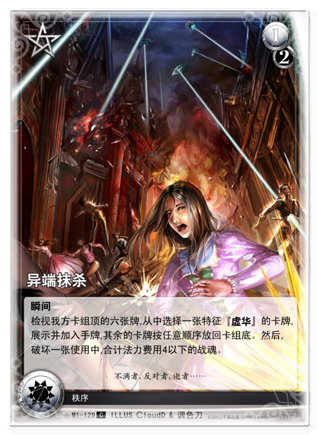 1
2
异端抹杀
瞬间
检视我方卡组顶的六张牌,从中选择一张特征『虚华』的卡牌,
展示并加入手牌,其余的卡牌按任意顺序放回卡组底。然后,
破坏一张使用中,合计法力费用4以下的战魂。
不满者,反对者,逝者……
秩序
W1-129 C ILLUS CloudD & 调色刀